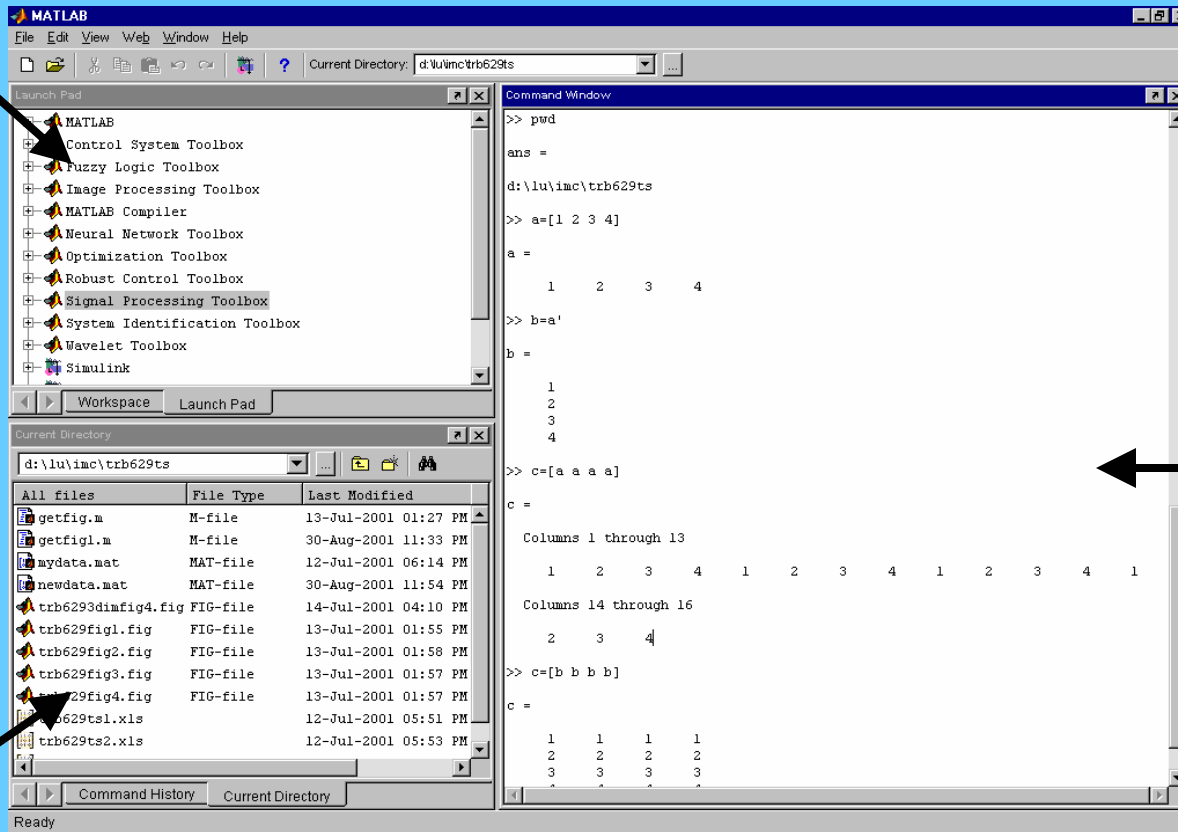 MATLAB
File Edit View Web Window Help
? Current Directory: d:\lu\imc\trb629ts ...
Launch Pad
MATLAB
Control System Toolbox
Fuzzy Logic Toolbox
Image Processing Toolbox
MATLAB Compiler
Neural Network Toolbox
Optimization Toolbox
Robust Control Toolbox
Signal Processing Toolbox
System Identification Toolbox
Wavelet Toolbox
Simulink
Workspace Launch Pad
Current Directory
d:\lu\imc\trb629ts ...
All files File Type Last Modified
getfig.m M-file 13-Jul-2001 01:27 PM
getfig1.m M-file 30-Aug-2001 11:33 PM
mydata.mat MAT-file 12-Jul-2001 06:14 PM
newdata.mat MAT-file 30-Aug-2001 11:54 PM
trb6293dimfig4.fig FIG-file 14-Jul-2001 04:10 PM
trb629fig1.fig FIG-file 13-Jul-2001 01:55 PM
trb629fig2.fig FIG-file 13-Jul-2001 01:58 PM
trb629fig3.fig FIG-file 13-Jul-2001 01:57 PM
trb629fig4.fig FIG-file 13-Jul-2001 01:57 PM
trb629ts1.xls 12-Jul-2001 05:51 PM
trb629ts2.xls 12-Jul-2001 05:53 PM
Command History Current Directory
Command Window
>> pwd
ans =
d:\lu\imc\trb629ts
>> a=[1 2 3 4]
a =
1 2 3 4
>> b=a'
b =
1
2
3
4
>> c=[a a a a]
c =
Columns 1 through 13
1 2 3 4 1 2 3 4 1 2 3 4 1
Columns 14 through 16
2 3 4
>> c=[b b b b]
c =
1 1 1 1
2 2 2 2
3 3 3 3
Ready